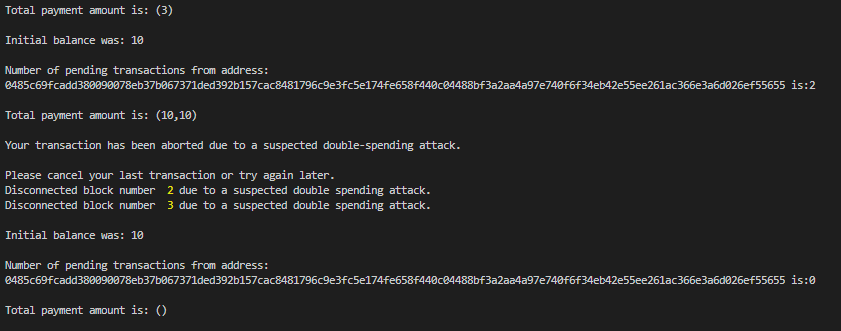 Total payment amount is: (3)
Initial balance was: 10
Number of pending transactions from address:
0485c69fcadd380090078eb37b067371ded392b157cac8481796c9e3fc5e174fe658f440c04488bf3a2aa4a97e740f6f34eb42e55ee261ac366e3a6d026ef55655 is:2
Total payment amount is: (10,10)
Your transaction has been aborted due to a suspected double-spending attack.
Please cancel your last transaction or try again later.
Disconnected block number  2 due to a suspected double spending attack.
Disconnected block number  3 due to a suspected double spending attack.
Initial balance was: 10
Number of pending transactions from address:
0485c69fcadd380090078eb37b067371ded392b157cac8481796c9e3fc5e174fe658f440c04488bf3a2aa4a97e740f6f34eb42e55ee261ac366e3a6d026ef55655 is:0
Total payment amount is: ()